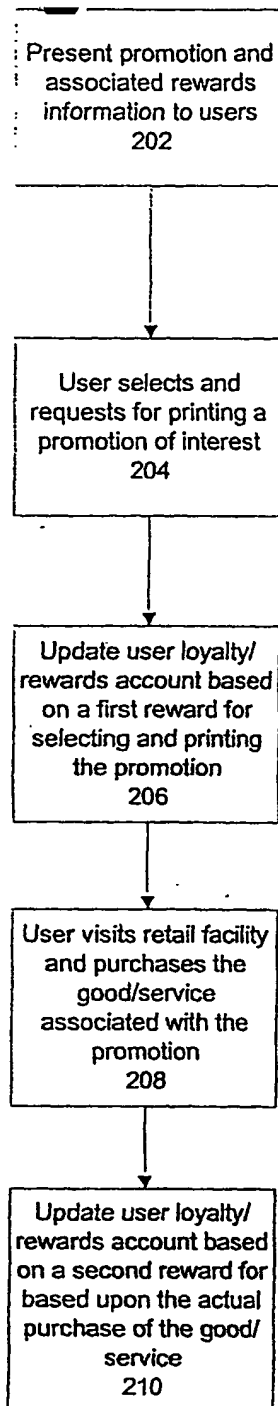 Present promotion and
associated rewards
information to users
202
User selects and
requests for printing a
promotion of interest
204
Update user loyalty/
rewards account based
on a first reward for
selecting and printing
the promotion
206
User visits retail facility
and purchases the
good/service
associated with the
promotion
208
Update user loyalty/
rewards account based
on a second reward for
based upon the actual
purchase of the good/
service
210